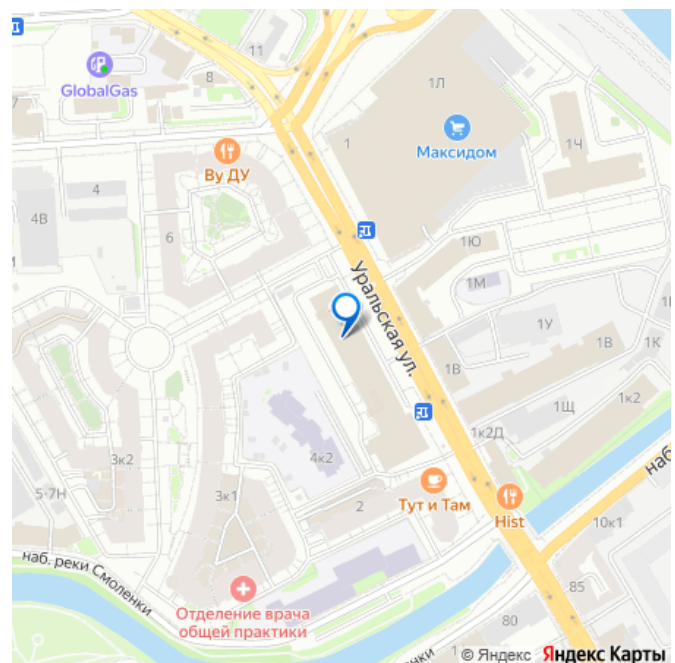 11
GlobalGas
8
1Л
7
1
Максидом
1Ч
Ву ДУ
4
4В
6
1Ю
Уральская ул.
1М
1У
1В
1К
1В
1Щ
1к2
1к2Д
3к2
4к2
5-7Н
3к1
2
Тут и Там
Hist
наб
10к1
наб. реки Смоленки
85
Отделение врача
общей практики
80
© Яндекс Яндекс Карты